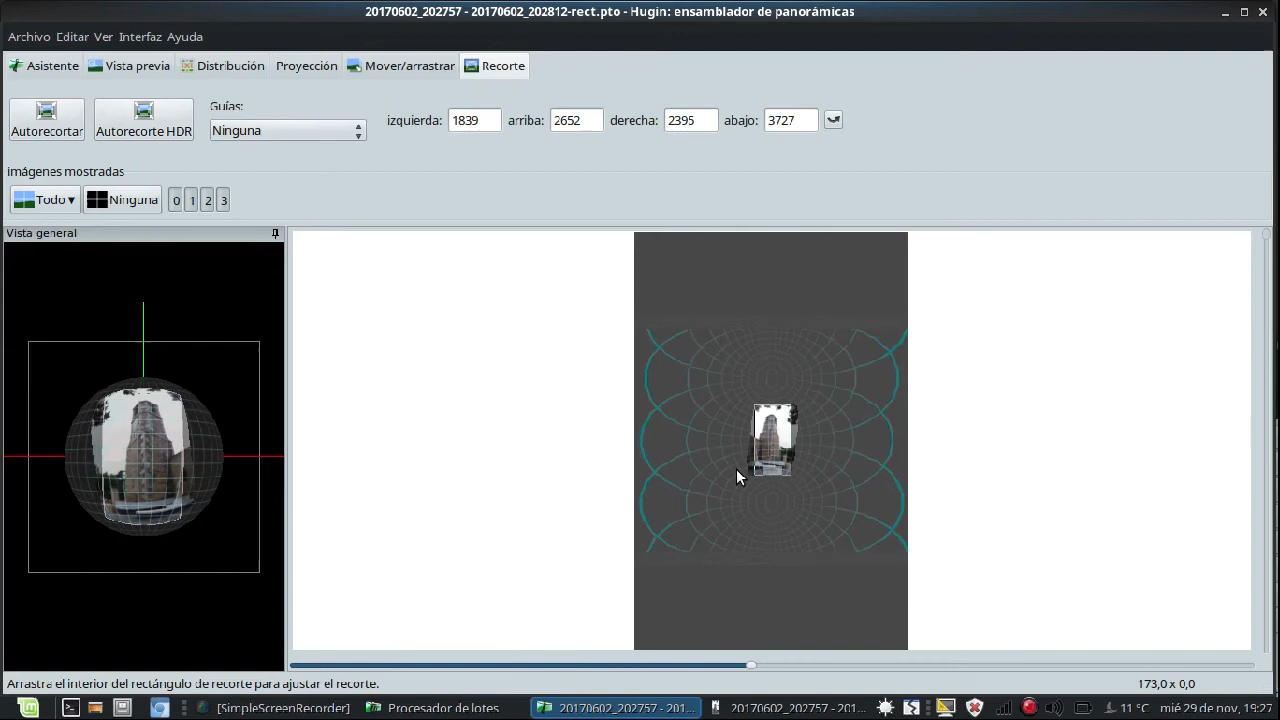 20170602_202757 - 20170602_202812-rect.pto - Hugin: ensamblador de panorámicas
Archivo Editar Ver Interfaz Ayuda
Asistente Vista previa Distribución Proyección Mover/arrastrar Recorte
Autorecortar Autorecorte HDR Guías: Ninguna izquierda: 1839 arriba: 2652 derecha: 2395 abajo: 3727
imágenes mostradas
Todo Ninguna 0 1 2 3
Vista general
Arrastra el interior del rectángulo de recorte para ajustar el recorte. 173,0 x 0,0
[SimpleScreenRecorder] Procesador de lotes 20170602_202757 - 201... 20170602_202757 - 201... 11 °C mié 29 de nov, 19:27